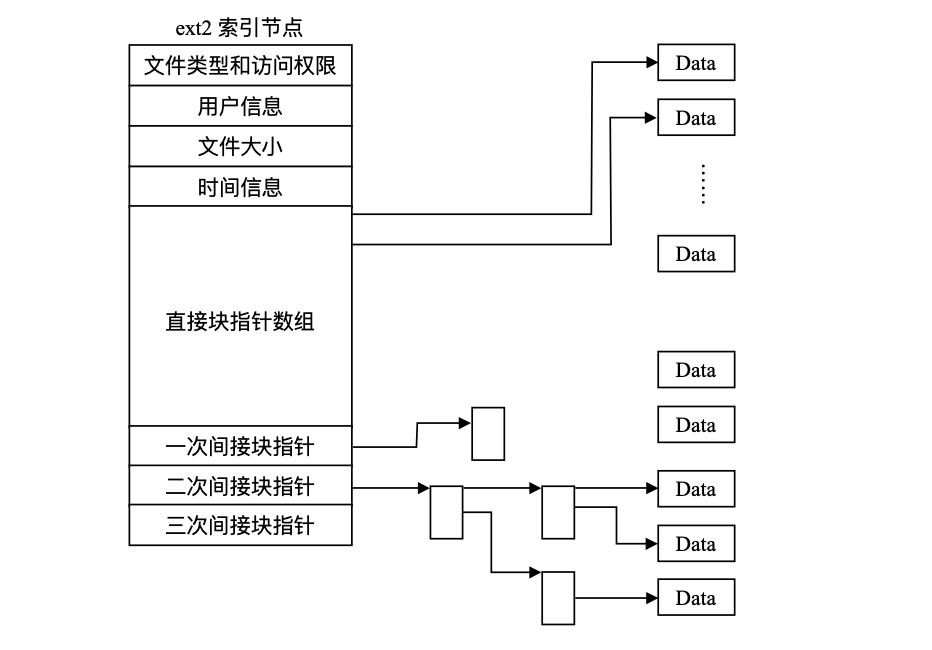 ext2 索引节点
文件类型和访问权限
用户信息
文件大小
时间信息
直接块指针数组
一次间接块指针
二次间接块指针
三次间接块指针
Data
Data
......
Data
Data
Data
Data
Data
Data